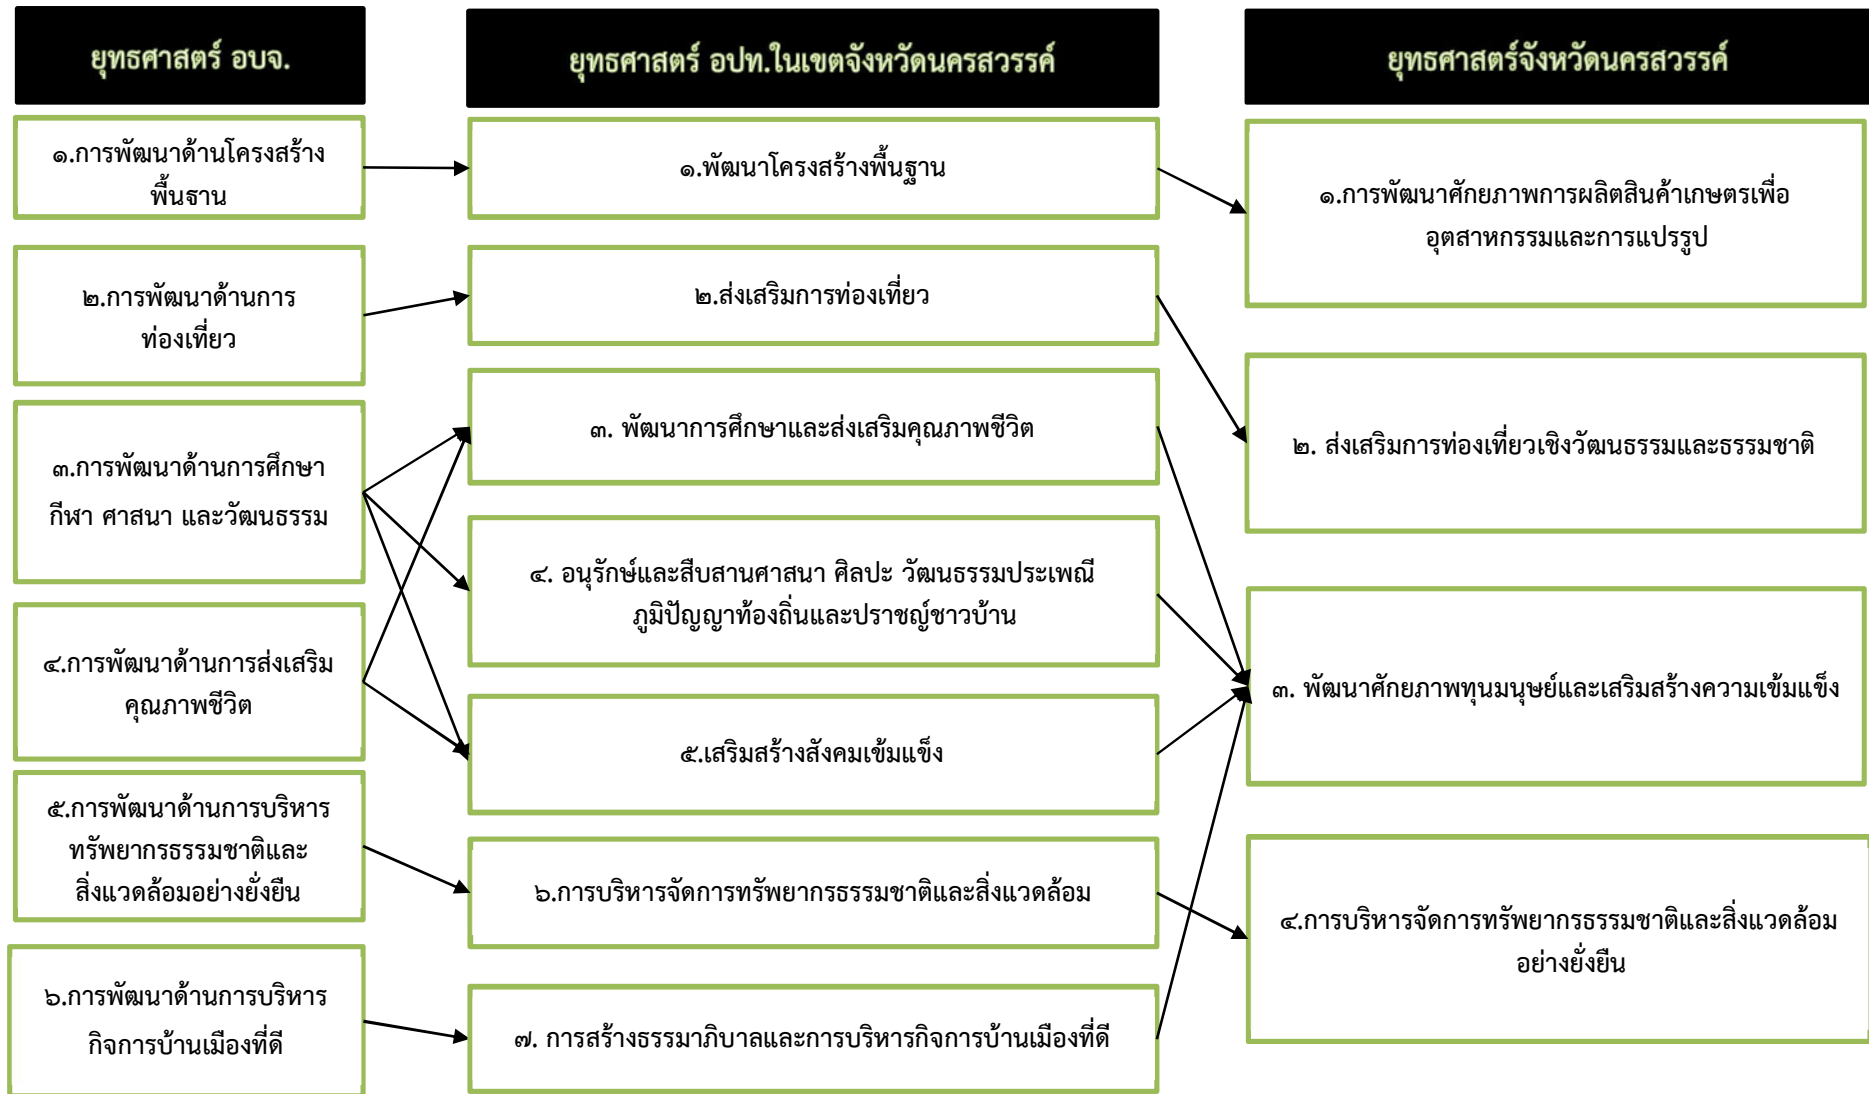 ยุทธศาสตร์ อบจ.
ยุทธศาสตร์ อปท.ในเขตจังหวัดนครสวรรค์
ยุทธศาสตร์จังหวัดนครสวรรค์
๑.การพัฒนาด้านโครงสร้าง
พื้นฐาน
๒.การพัฒนาด้านการ
ท่องเที่ยว
๓.การพัฒนาด้านการศึกษา
กีฬา ศาสนา และวัฒนธรรม
๔.การพัฒนาด้านการส่งเสริม
คุณภาพชีวิต
๕.การพัฒนาด้านการบริหาร
ทรัพยากรธรรมชาติและ
สิ่งแวดล้อมอย่างยั่งยืน
๖.การพัฒนาด้านการบริหาร
กิจการบ้านเมืองที่ดี
๑.พัฒนาโครงสร้างพื้นฐาน
๒.ส่งเสริมการท่องเที่ยว
๓. พัฒนาการศึกษาและส่งเสริมคุณภาพชีวิต
๔. อนุรักษ์และสืบสานศาสนา ศิลปะ วัฒนธรรมประเพณี
ภูมิปัญญาท้องถิ่นและปราชญ์ชาวบ้าน
๕.เสริมสร้างสังคมเข้มแข็ง
๖.การบริหารจัดการทรัพยากรธรรมชาติและสิ่งแวดล้อม
๗. การสร้างธรรมาภิบาลและการบริหารกิจการบ้านเมืองที่ดี
๑.การพัฒนาศักยภาพการผลิตสินค้าเกษตรเพื่อ
อุตสาหกรรมและการแปรรูป
๒. ส่งเสริมการท่องเที่ยวเชิงวัฒนธรรมและธรรมชาติ
๓. พัฒนาศักยภาพทุนมนุษย์และเสริมสร้างความเข้มแข็ง
๔.การบริหารจัดการทรัพยากรธรรมชาติและสิ่งแวดล้อม
อย่างยั่งยืน